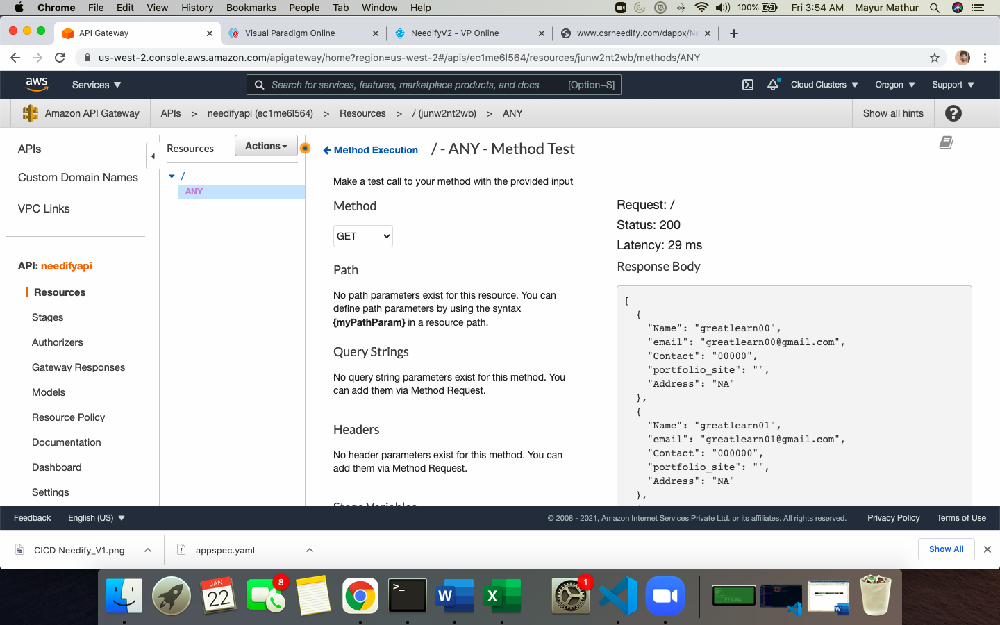 Chrome File Edit View History Bookmarks People Tab Window Help 100% Fri 3:54 AM Mayur Mathur
API Gateway Visual Paradigm Online NeedifyV2 - VP Online www.csrneedify.com/dappx/
us-west-2.console.aws.amazon.com/apigateway/home?region=us-west-2#/apis/ec1me6l564/resources/junw2nt2wb/methods/ANY
aws Services Search for services, features, marketplace products, and docs [Option+S] Cloud Clusters Oregon Support
Amazon API Gateway APIs > needifyapi (ec1me6l564) > Resources > / (junw2nt2wb) > ANY Show all hints ?
APIs
Custom Domain Names
VPC Links
API: needifyapi
Resources
Stages
Authorizers
Gateway Responses
Models
Resource Policy
Documentation
Dashboard
Settings
Resources Actions
/
ANY
Method Execution / - ANY - Method Test
Make a test call to your method with the provided input
Method
GET
Path
No path parameters exist for this resource. You can
define path parameters by using the syntax
{myPathParam} in a resource path.
Query Strings
No query string parameters exist for this method. You
can add them via Method Request.
Headers
No header parameters exist for this method. You can
add them via Method Request.
Stage Variables
Request: /
Status: 200
Latency: 29 ms
Response Body
[
{
"Name": "greatlearn00",
"email": "greatlearn00@gmail.com",
"Contact": "00000",
"portfolio_site": "",
"Address": "NA"
},
{
"Name": "greatlearn01",
"email": "greatlearn01@gmail.com",
"Contact": "000000",
"portfolio_site": "",
"Address": "NA"
},
Feedback English (US) © 2008 - 2021, Amazon Internet Services Private Ltd. or its affiliates. All rights reserved. Privacy Policy Terms of Use
CICD Needify_V1.png appspec.yaml Show All
JAN
22
8
>_
W
X
1